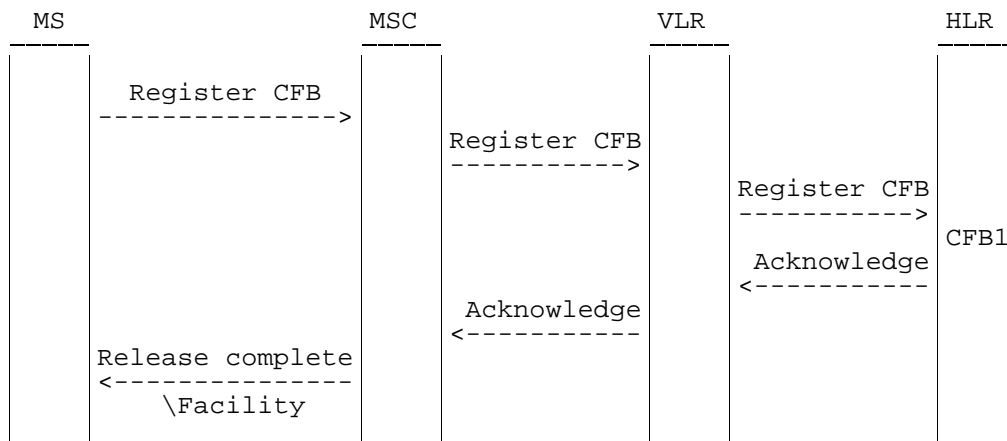 MS MSC VLR HLR
Register CFB
Register CFB
Register CFB
CFB1
Acknowledge
Acknowledge
Release complete
\Facility